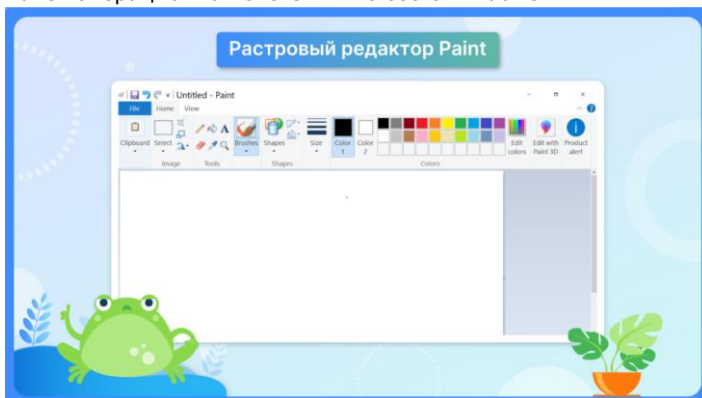 Растровый редактор Paint
Untitled - Paint
File Home View
Clipboard Select Brushes Shapes Size Color 1 Color 2 Edit colors Edit with Paint 3D Product alert
Image Tools Shapes Colors